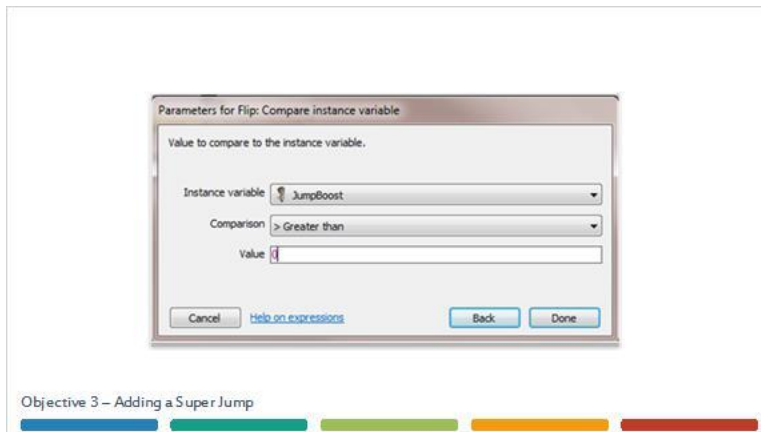 Parameters for Flip: Compare instance variable
Value to compare to the instance variable.
Instance variable JumpBoost
Comparison > Greater than
Value 0
Cancel Help on expressions Back Done
Objective 3 – Adding a Super Jump